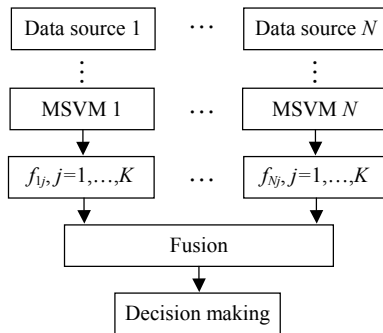 Data source 1 … Data source N
⋮ ⋮
MSVM 1 … MSVM N
f1j, j=1,…,K … fNj, j=1,…,K
Fusion
Decision making